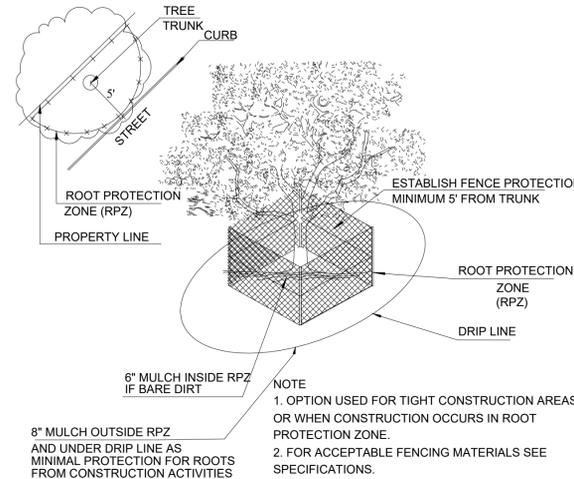 TREE
TRUNK
CURB
5'
STREET
ROOT PROTECTION
ZONE (RPZ)
PROPERTY LINE
ESTABLISH FENCE PROTECTIO
MINIMUM 5' FROM TRUNK
ROOT PROTECTION
ZONE
(RPZ)
DRIP LINE
6" MULCH INSIDE RPZ
IF BARE DIRT
8" MULCH OUTSIDE RPZ
AND UNDER DRIP LINE AS
MINIMAL PROTECTION FOR ROOTS
FROM CONSTRUCTION ACTIVITIES
NOTE
1. OPTION USED FOR TIGHT CONSTRUCTION AREAS
OR WHEN CONSTRUCTION OCCURS IN ROOT
PROTECTION ZONE.
2. FOR ACCEPTABLE FENCING MATERIALS SEE
SPECIFICATIONS.